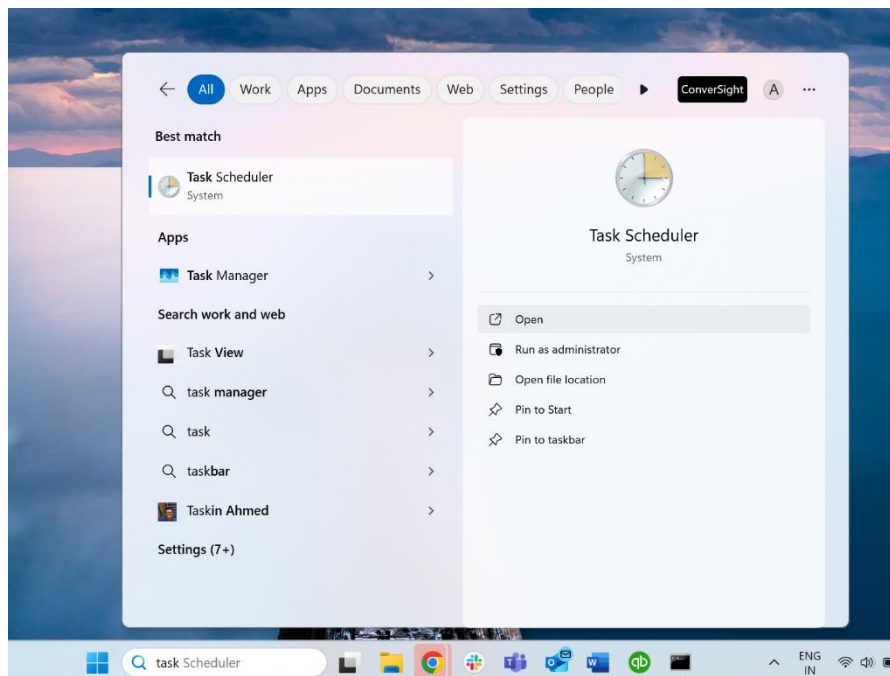 All Work Apps Documents Web Settings People ConverSight A
Best match
Task Scheduler
System
Apps
Task Manager
Search work and web
Task View
task manager
task
taskbar
Taskin Ahmed
Settings (7+)
Task Scheduler
System
Open
Run as administrator
Open file location
Pin to Start
Pin to taskbar
task Scheduler
qb
ENG
IN